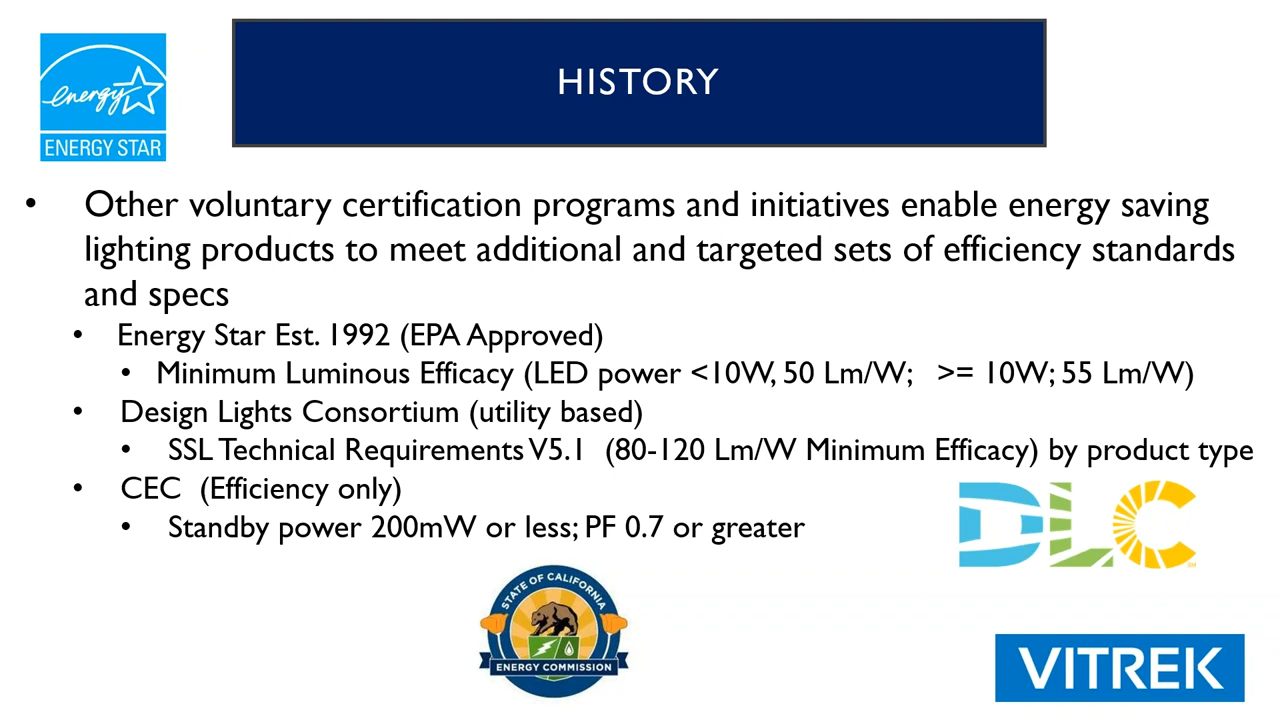 energy
ENERGY STAR
HISTORY
• Other voluntary certification programs and initiatives enable energy saving
lighting products to meet additional and targeted sets of efficiency standards
and specs
• Energy Star Est. 1992 (EPA Approved)
• Minimum Luminous Efficacy (LED power <10W, 50 Lm/W; >= 10W; 55 Lm/W)
• Design Lights Consortium (utility based)
• SSL Technical Requirements V5.1 (80-120 Lm/W Minimum Efficacy) by product type
• CEC (Efficiency only)
• Standby power 200mW or less; PF 0.7 or greater
DLC
STATE OF CALIFORNIA
ENERGY COMMISSION
VITREK